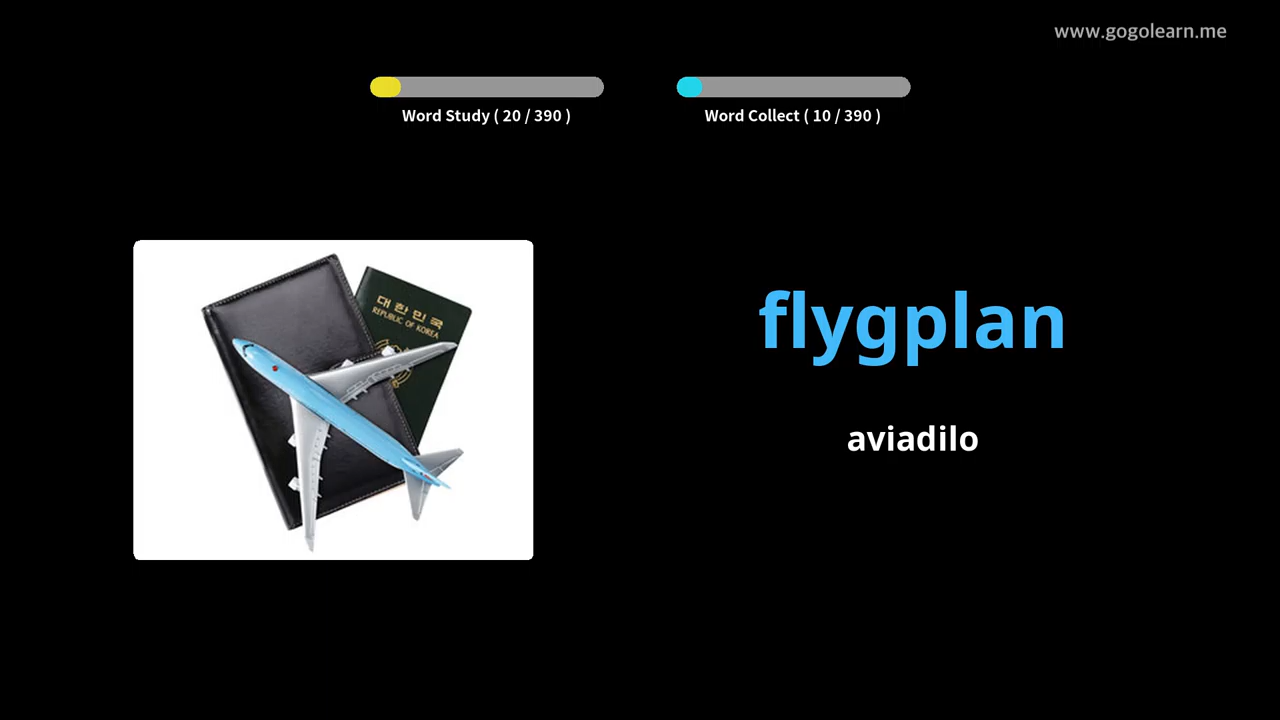 www.gogolearn.me
Word Study ( 20 / 390 )
Word Collect ( 10 / 390 )
대한민국
REPUBLIC OF KOREA
flygplan
aviadilo